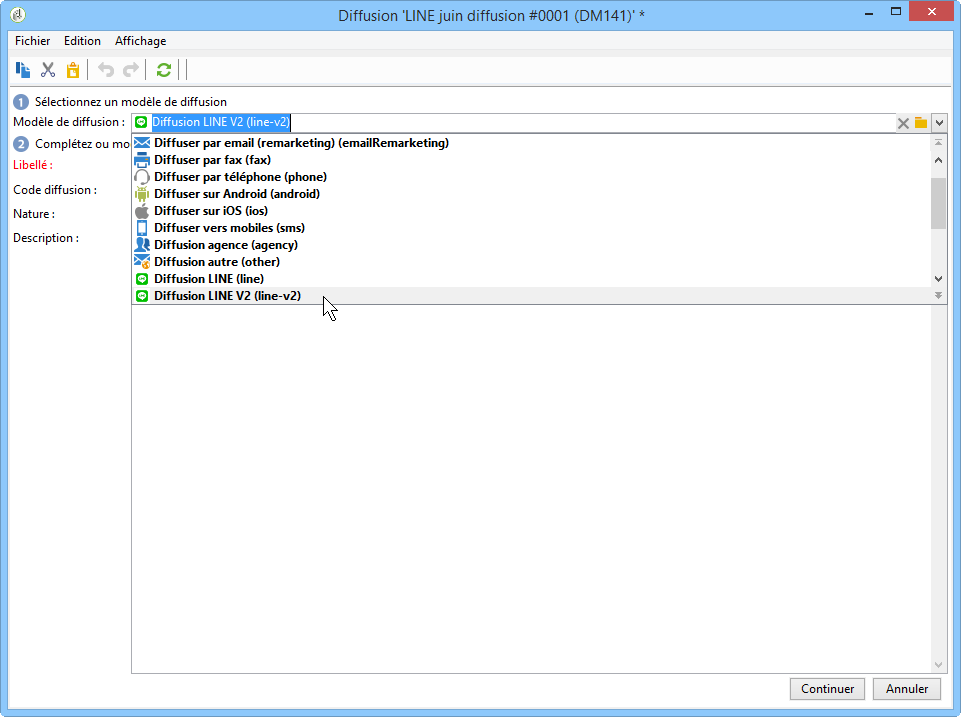 Diffusion 'LINE juin diffusion #0001 (DM141)' *
Fichier Edition Affichage
1 Sélectionnez un modèle de diffusion
Modèle de diffusion : Diffusion LINE V2 (line-v2)
2 Complétez ou mo
Diffuser par email (remarketing) (emailRemarketing)
Diffuser par fax (fax)
Libellé :
Diffuser par téléphone (phone)
Code diffusion :
Diffuser sur Android (android)
Nature :
Diffuser sur iOS (ios)
Diffuser vers mobiles (sms)
Description :
Diffusion agence (agency)
Diffusion autre (other)
Diffusion LINE (line)
Diffusion LINE V2 (line-v2)
Continuer Annuler